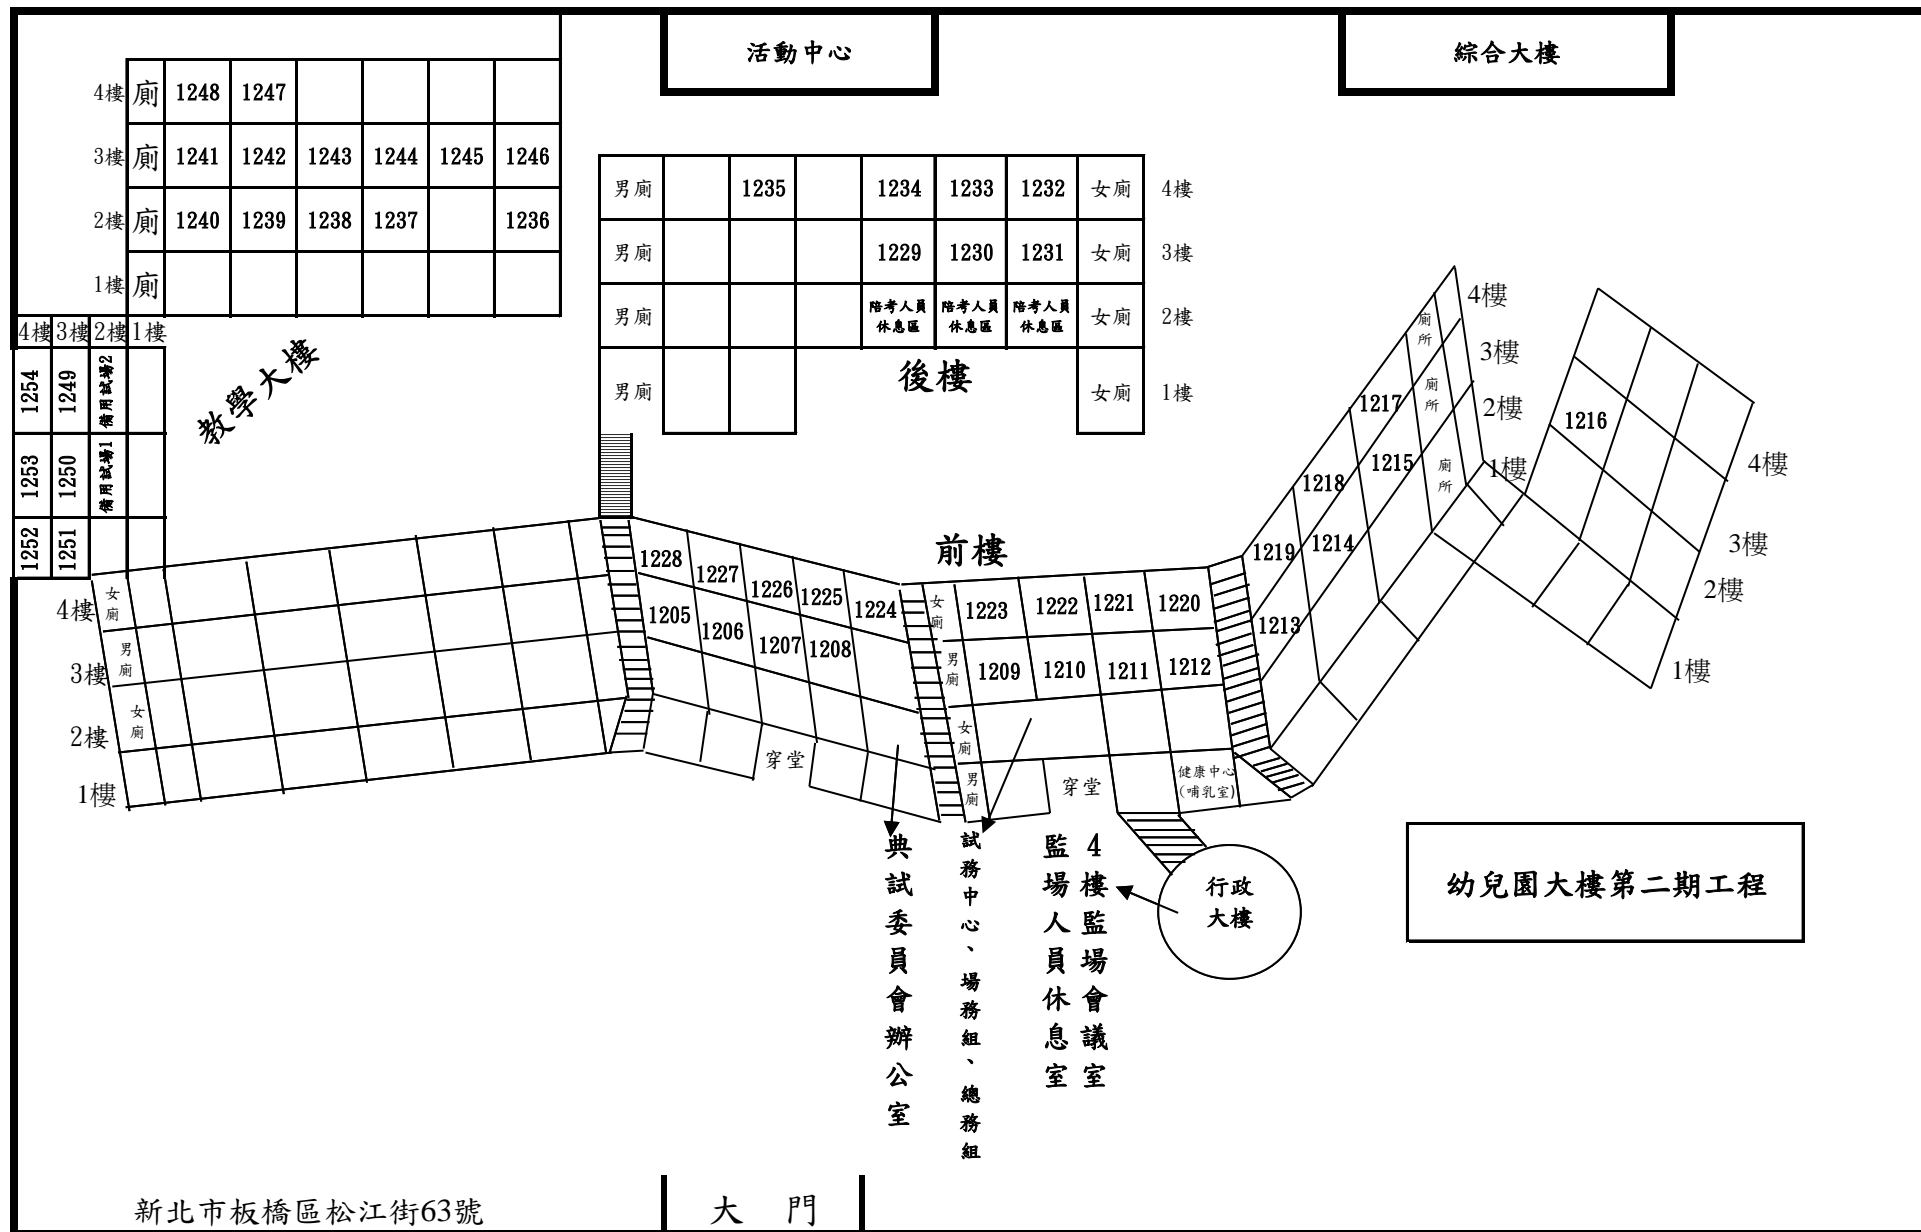 活動中心
綜合大樓
4樓 廁 1248 1247
3樓 廁 1241 1242 1243 1244 1245 1246
2樓 廁 1240 1239 1238 1237 1236
1樓 廁
男廁 1235 1234 1233 1232 女廁 4樓
男廁 1229 1230 1231 女廁 3樓
男廁 陪考人員休息區 陪考人員休息區 陪考人員休息區 女廁 2樓
男廁 女廁 1樓
後樓
4樓 3樓 2樓 1樓
1254 1249 備用試場2
1253 1250 備用試場1
1252 1251
教學大樓
前樓
4樓 女廁
3樓 男廁
2樓 女廁
1樓
1228 1227 1226 1225 1224
1205 1206 1207 1208
穿堂
女廁 1223 1222 1221 1220
男廁 1209 1210 1211 1212
女廁
男廁 穿堂 健康中心(哺乳室)
1219 1218 1217 廁所 4樓
1213 1214 1215 廁所 3樓
廁所 2樓
1樓
1216
4樓
3樓
2樓
1樓
典試委員會辦公室
試務中心、場務組、總務組
4樓監場會議室
監場人員休息室
行政
大樓
幼兒園大樓第二期工程
新北市板橋區松江街63號
大 門